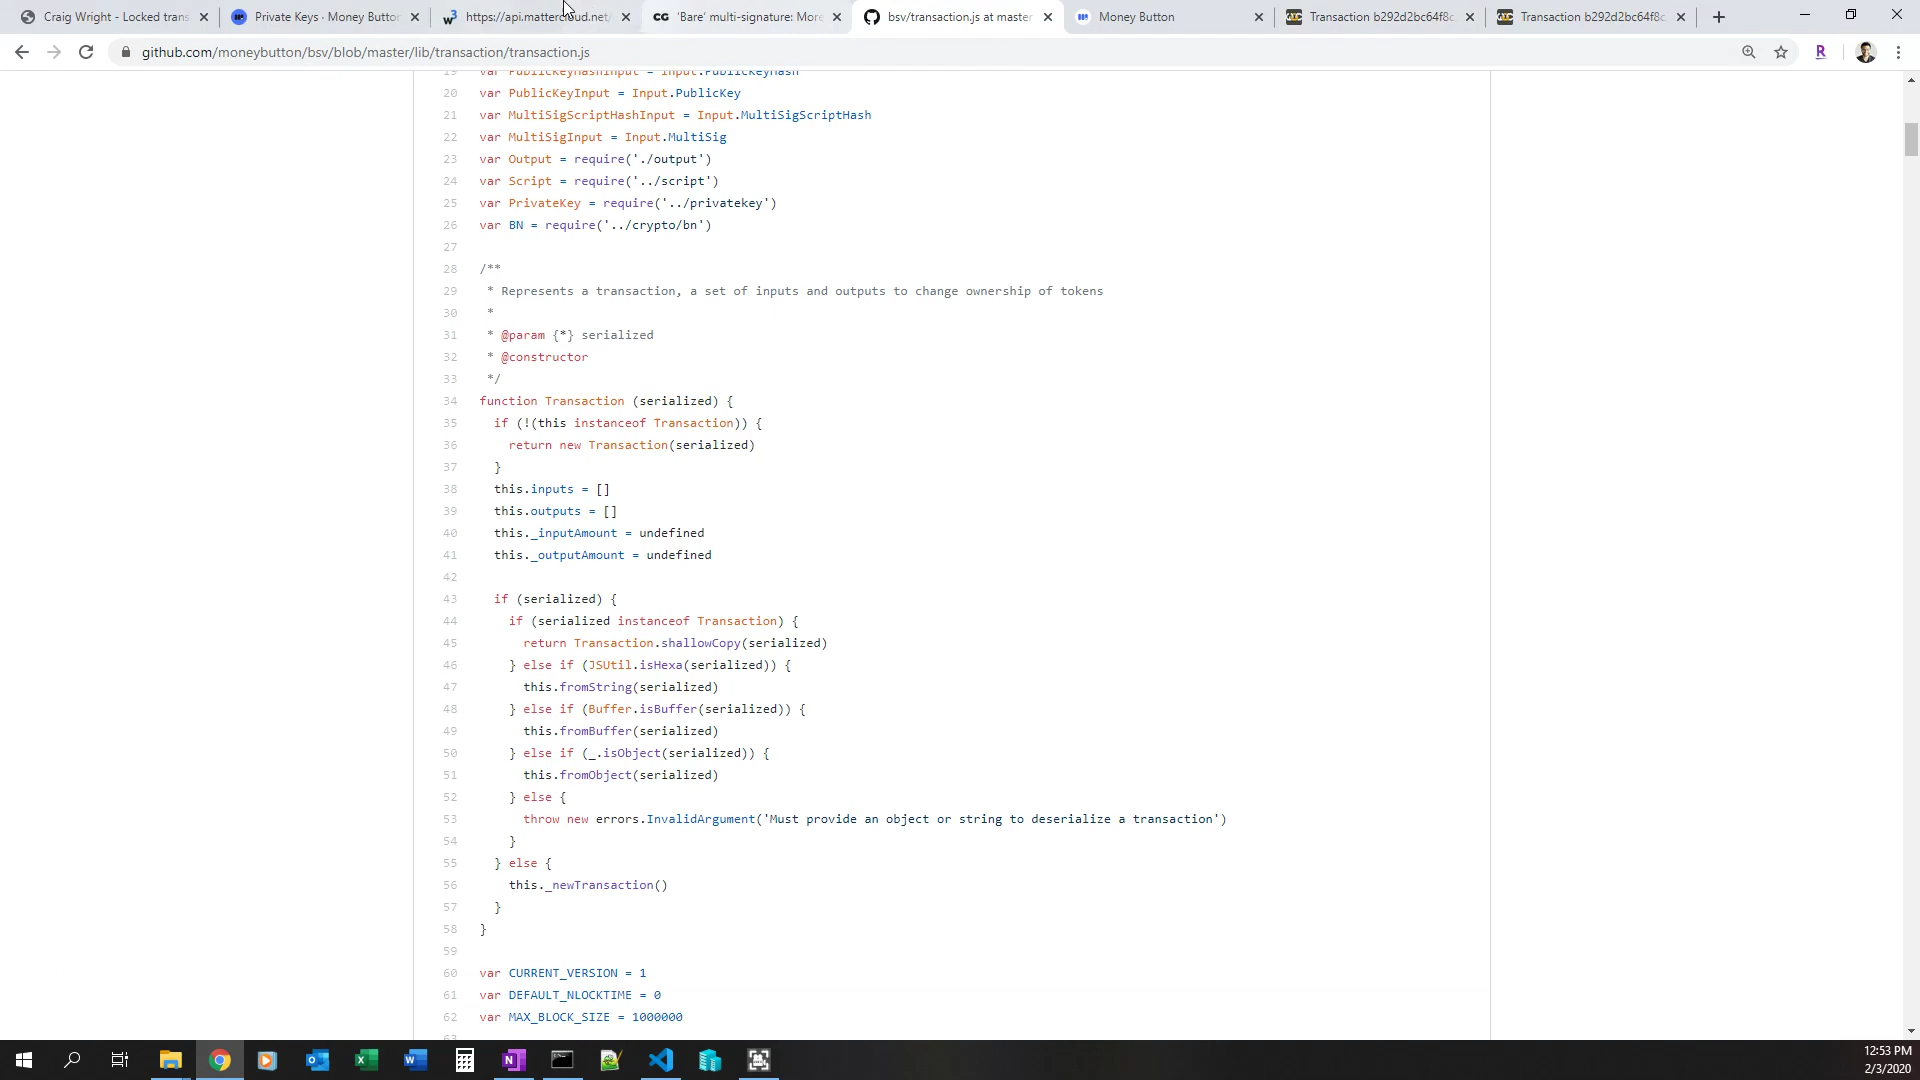 Craig Wright - Locked trans
Private Keys · Money Button
https://api.mattercloud.net/
'Bare' multi-signature: More
bsv/transaction.js at master
Money Button
Transaction b292d2bc64f8c
Transaction b292d2bc64f8c
github.com/moneybutton/bsv/blob/master/lib/transaction/transaction.js
19 var PublicKeyHashInput = Input.PublicKeyHash
20 var PublicKeyInput = Input.PublicKey
21 var MultiSigScriptHashInput = Input.MultiSigScriptHash
22 var MultiSigInput = Input.MultiSig
23 var Output = require('./output')
24 var Script = require('../script')
25 var PrivateKey = require('../privatekey')
26 var BN = require('../crypto/bn')
27
28 /**
29 * Represents a transaction, a set of inputs and outputs to change ownership of tokens
30 *
31 * @param {*} serialized
32 * @constructor
33 */
34 function Transaction (serialized) {
35 if (!(this instanceof Transaction)) {
36 return new Transaction(serialized)
37 }
38 this.inputs = []
39 this.outputs = []
40 this._inputAmount = undefined
41 this._outputAmount = undefined
42
43 if (serialized) {
44 if (serialized instanceof Transaction) {
45 return Transaction.shallowCopy(serialized)
46 } else if (JSUtil.isHexa(serialized)) {
47 this.fromString(serialized)
48 } else if (Buffer.isBuffer(serialized)) {
49 this.fromBuffer(serialized)
50 } else if (_.isObject(serialized)) {
51 this.fromObject(serialized)
52 } else {
53 throw new errors.InvalidArgument('Must provide an object or string to deserialize a transaction')
54 }
55 } else {
56 this._newTransaction()
57 }
58 }
59
60 var CURRENT_VERSION = 1
61 var DEFAULT_NLOCKTIME = 0
62 var MAX_BLOCK_SIZE = 1000000
63
12:53 PM
2/3/2020